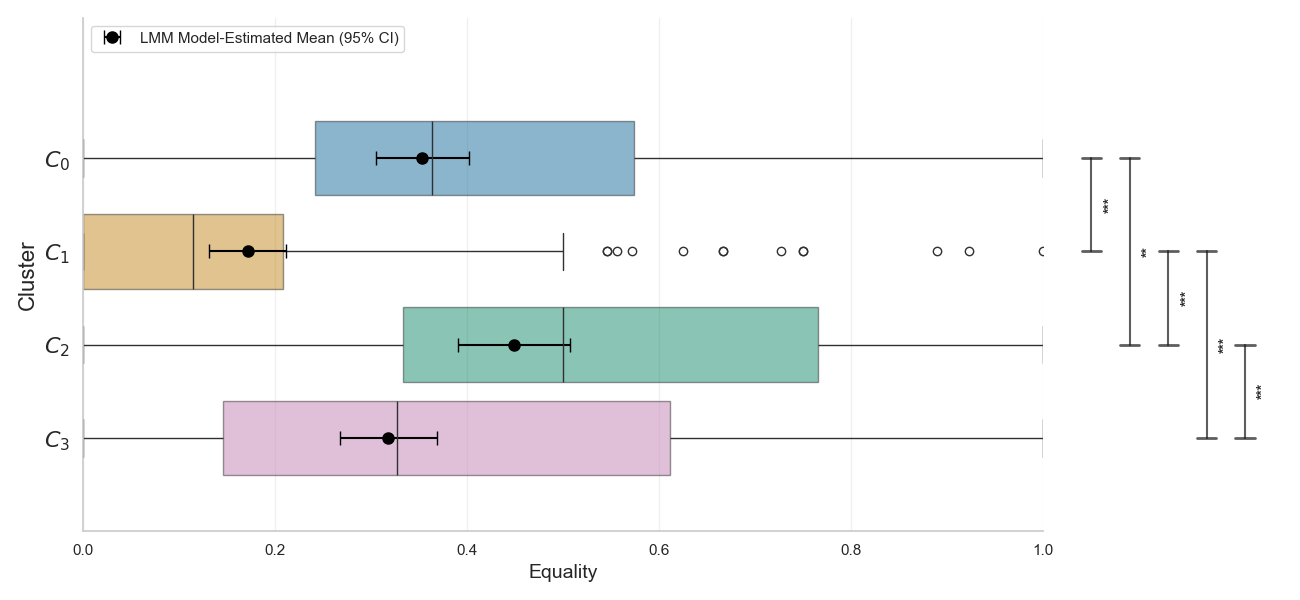 LMM Model-Estimated Mean (95% CI)
Cluster
C0
C1
C2
C3
***
**
***
***
***
0.0 0.2 0.4 0.6 0.8 1.0
Equality